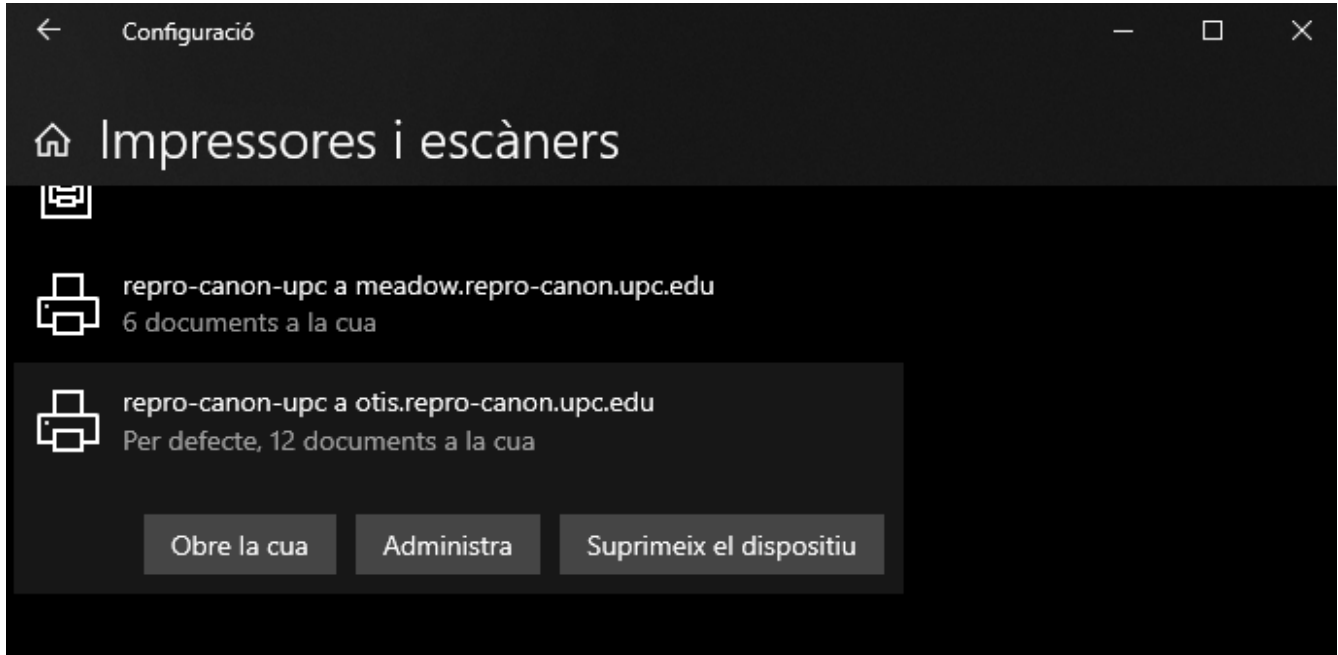 Configuració
Impressores i escàners
repro-canon-upc a meadow.repro-canon.upc.edu
6 documents a la cua
repro-canon-upc a otis.repro-canon.upc.edu
Per defecte, 12 documents a la cua
Obre la cua Administra Suprimeix el dispositiu